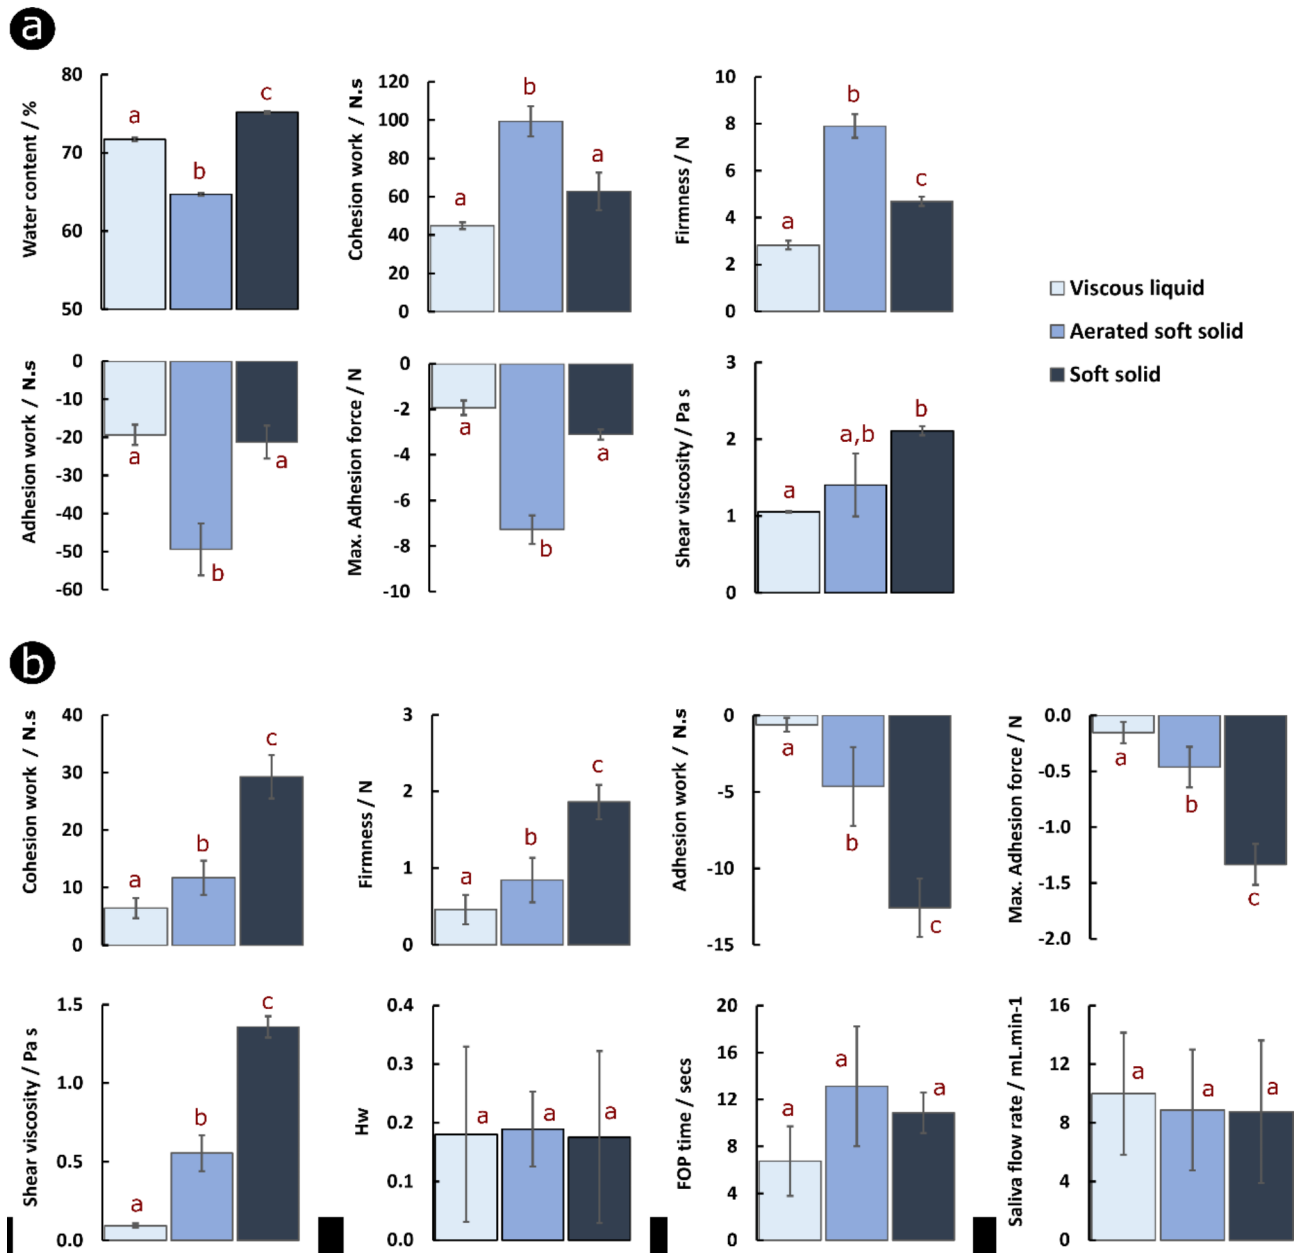 a
Water content / %
80
70
60
50
a
b
c
Cohesion work / N.s
120
100
80
60
40
20
0
a
b
a
Firmness / N
10
8
6
4
2
0
a
b
c
Viscous liquid
Aerated soft solid
Soft solid
Adhesion work / N.s
0
-10
-20
-30
-40
-50
-60
a
b
a
Max. Adhesion force / N
0
-2
-4
-6
-8
-10
a
b
a
Shear viscosity / Pa s
3
2
1
0
a
a,b
b
b
Cohesion work / N.s
40
30
20
10
0
a
b
c
Firmness / N
3
2
1
0
a
b
c
Adhesion work / N.s
0
-5
-10
-15
a
b
c
Max. Adhesion force / N
0.0
-0.5
-1.0
-1.5
-2.0
a
b
c
Shear viscosity / Pa s
1.5
1.0
0.5
0.0
a
b
c
Hw
0.4
0.3
0.2
0.1
0.0
a
a
a
FOP time / secs
20
16
12
8
4
0
a
a
a
Saliva flow rate / mL.min-1
16
12
8
4
0
a
a
a